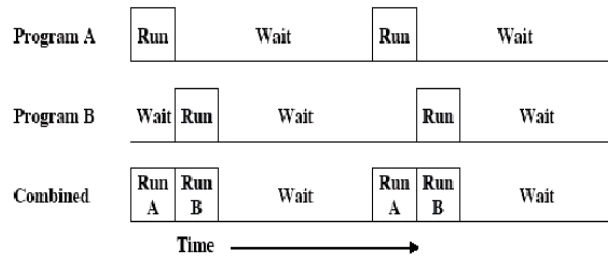 Program A Run Wait Run Wait
Program B Wait Run Wait Run Wait
Combined Run A Run B Wait Run A Run B Wait
Time